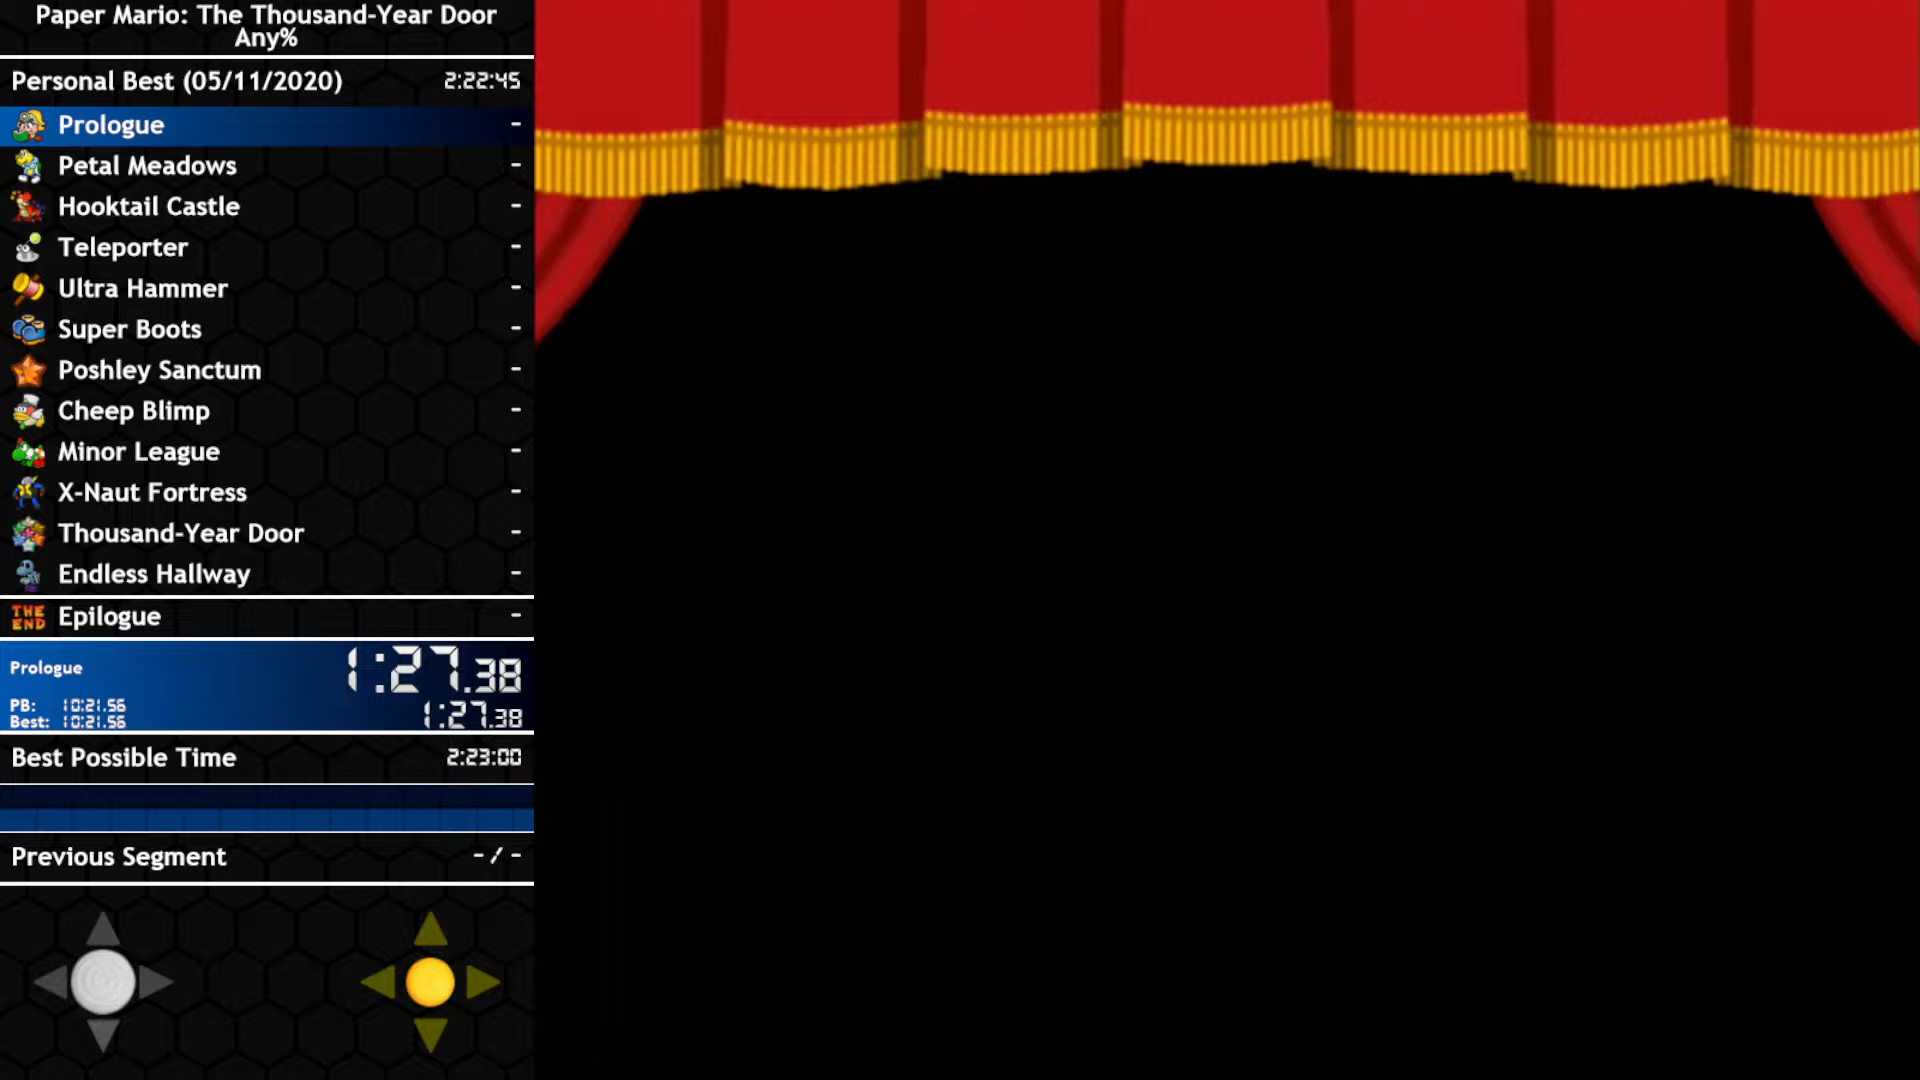 Paper Mario: The Thousand-Year Door
Any%
Personal Best (05/11/2020) 2:22:45
Prologue -
Petal Meadows -
Hooktail Castle -
Teleporter -
Ultra Hammer -
Super Boots -
Poshley Sanctum -
Cheep Blimp -
Minor League -
X-Naut Fortress -
Thousand-Year Door -
Endless Hallway -
THE END Epilogue -
Prologue 1:27.38
PB: 10:21.56
Best: 10:21.56 1:27.38
Best Possible Time 2:23:00
Previous Segment - / -